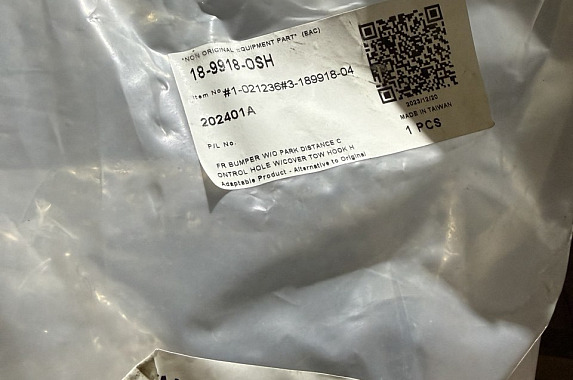 "NON ORIGINAL EQUIPMENT PART" (EAC)
18-9918-OSH
Item No #1-021236#3-189918-04
202401A
2023/12/20
MADE IN TAIWAN
1 PCS
P/L No.
FR BUMPER W/O PARK DISTANCE C
ONTROL HOLE W/COVER TOW HOOK H
Adaptable Product - Alternative to Original